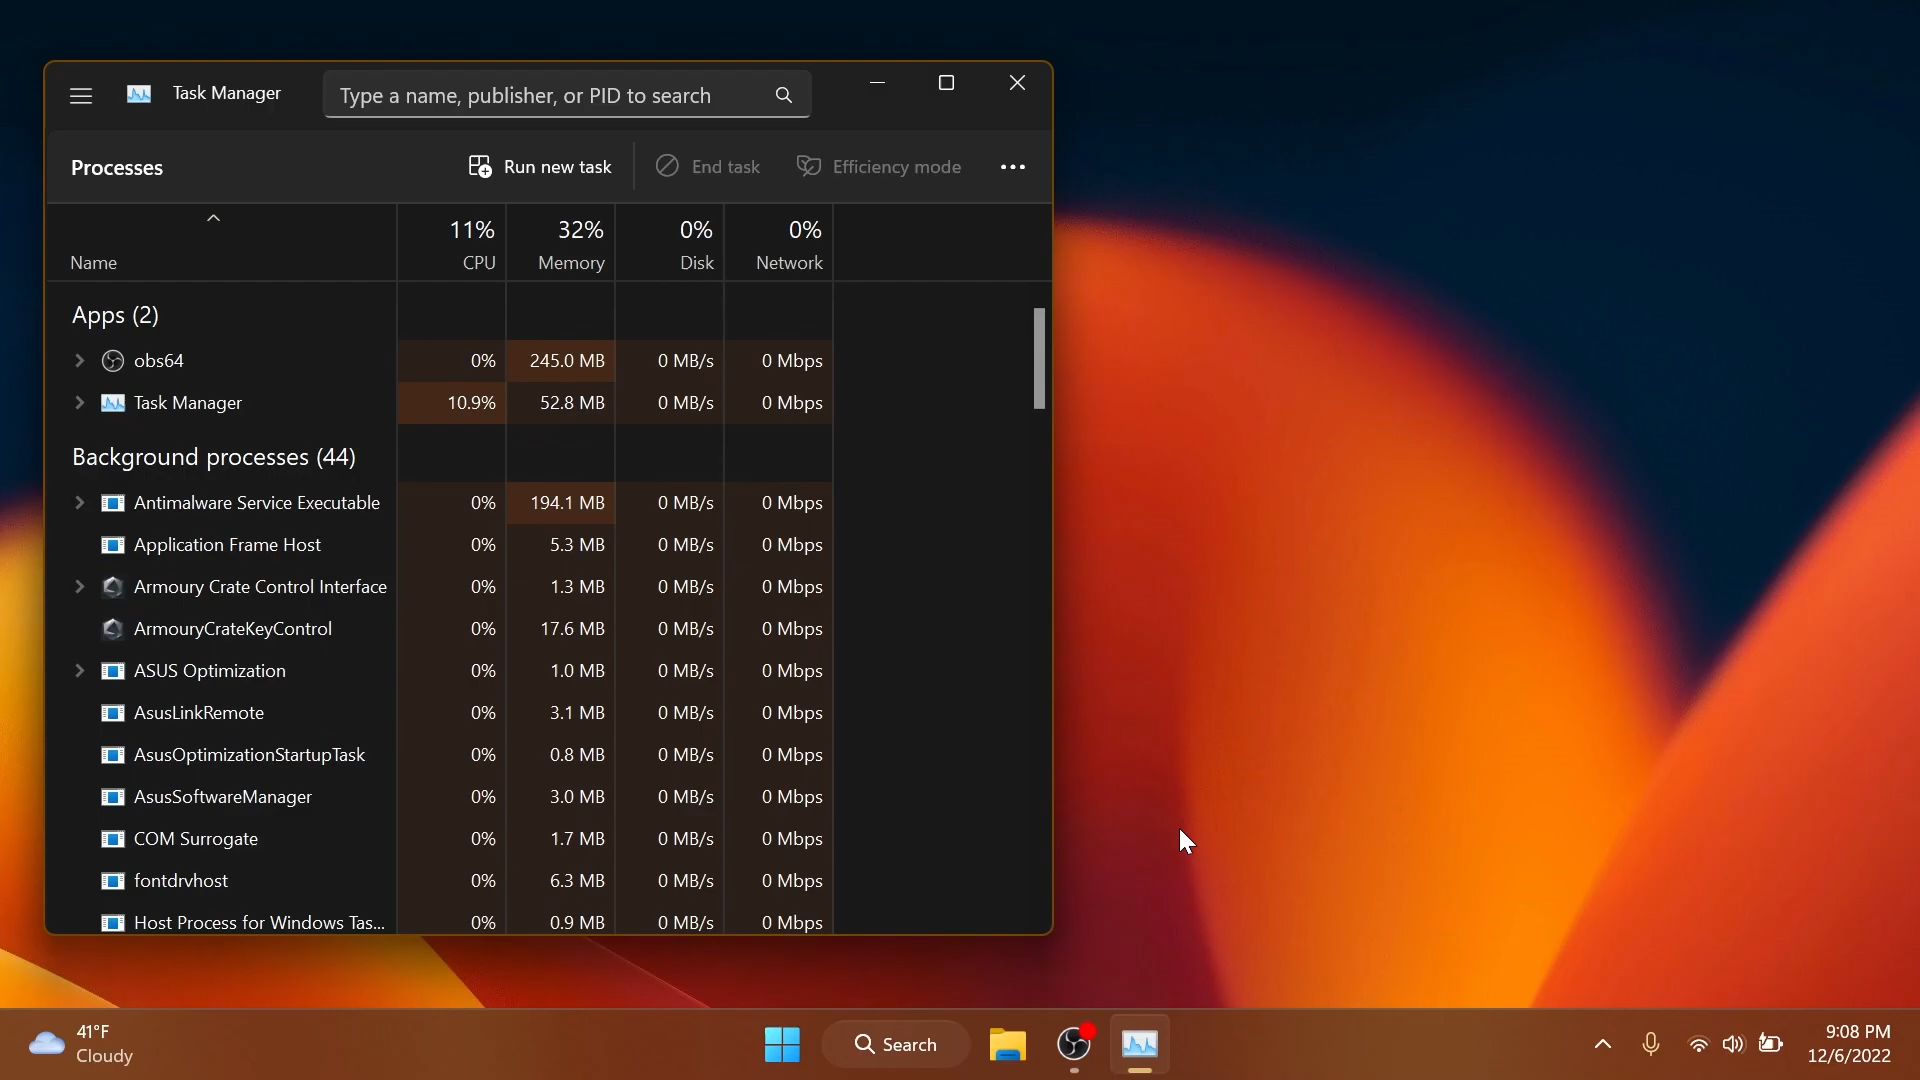 Task Manager
Type a name, publisher, or PID to search
Processes
Run new task
End task
Efficiency mode
11% 32% 0% 0%
Name CPU Memory Disk Network
Apps (2)
obs64 0% 245.0 MB 0 MB/s 0 Mbps
Task Manager 10.9% 52.8 MB 0 MB/s 0 Mbps
Background processes (44)
Antimalware Service Executable 0% 194.1 MB 0 MB/s 0 Mbps
Application Frame Host 0% 5.3 MB 0 MB/s 0 Mbps
Armoury Crate Control Interface 0% 1.3 MB 0 MB/s 0 Mbps
ArmouryCrateKeyControl 0% 17.6 MB 0 MB/s 0 Mbps
ASUS Optimization 0% 1.0 MB 0 MB/s 0 Mbps
AsusLinkRemote 0% 3.1 MB 0 MB/s 0 Mbps
AsusOptimizationStartupTask 0% 0.8 MB 0 MB/s 0 Mbps
AsusSoftwareManager 0% 3.0 MB 0 MB/s 0 Mbps
COM Surrogate 0% 1.7 MB 0 MB/s 0 Mbps
fontdrvhost 0% 6.3 MB 0 MB/s 0 Mbps
Host Process for Windows Tas... 0% 0.9 MB 0 MB/s 0 Mbps
41°F
Cloudy
Search
9:08 PM
12/6/2022